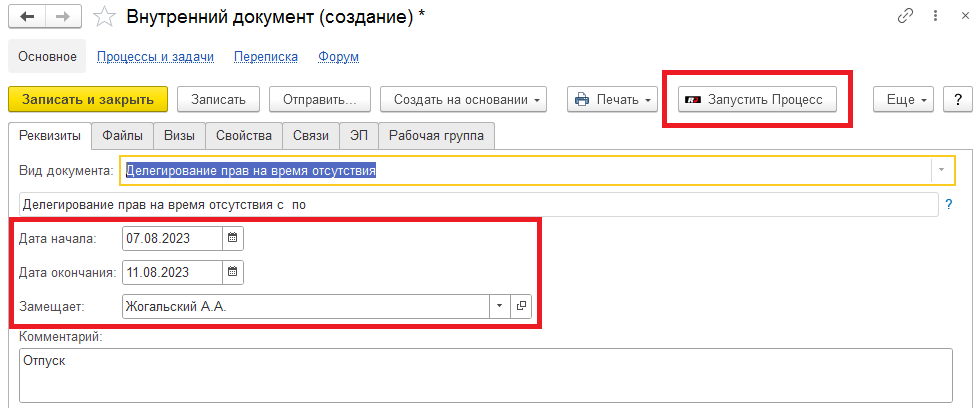 Внутренний документ (создание) *
Основное Процессы и задачи Переписка Форум
Записать и закрыть Записать Отправить... Создать на основании Печать Запустить Процесс Еще ?
Реквизиты Файлы Визы Свойства Связи ЭП Рабочая группа
Вид документа: Делегирование прав на время отсутствия
Делегирование прав на время отсутствия с по ?
Дата начала: 07.08.2023
Дата окончания: 11.08.2023
Замещает: Жогальский А.А.
Комментарий:
Отпуск